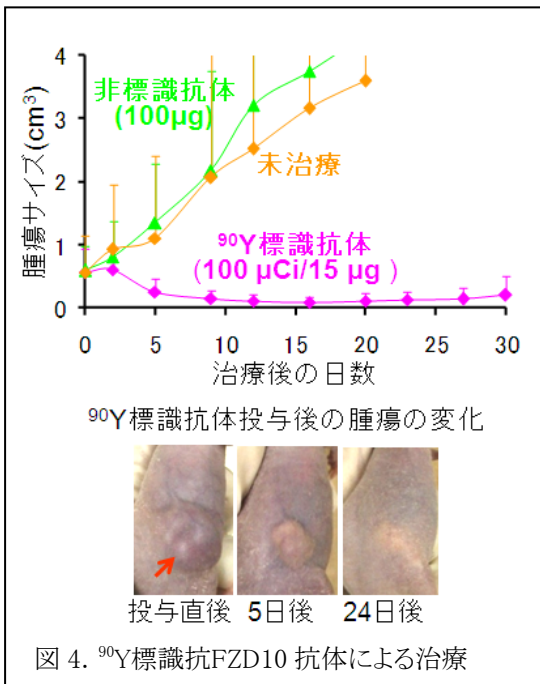 4
3
2
1
0
腫瘍サイズ(cm³)
非標識抗体
(100µg)
未治療
⁹⁰Y標識抗体
(100 µCi/15 µg )
0 5 10 15 20 25 30
治療後の日数
⁹⁰Y標識抗体投与後の腫瘍の変化
投与直後 5日後 24日後
図 4. ⁹⁰Y標識抗FZD10 抗体による治療